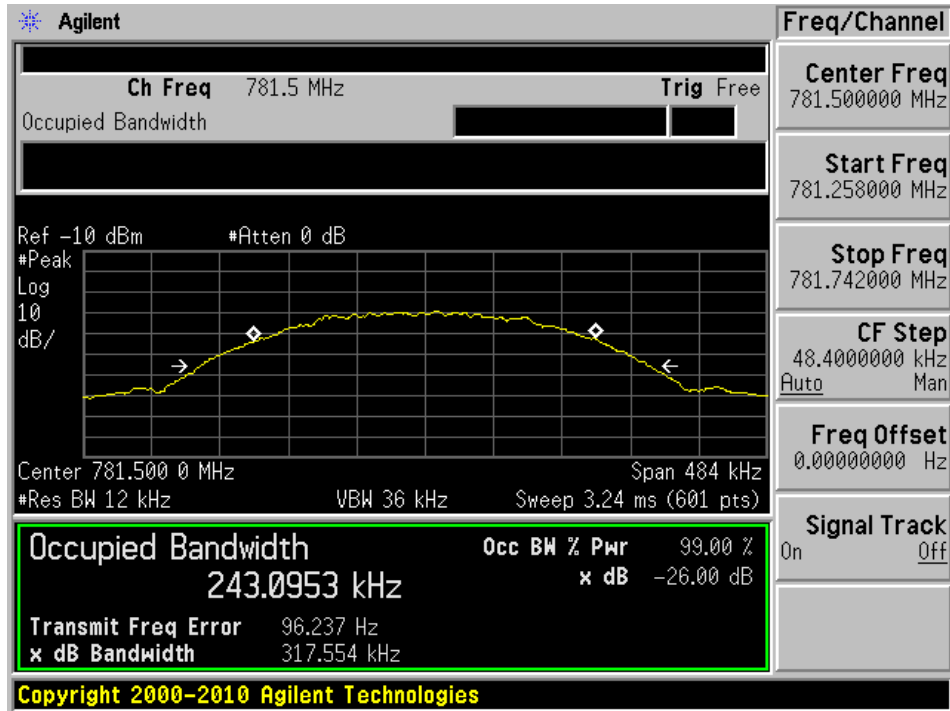 Agilent
Freq/Channel
Ch Freq 781.5 MHz Trig Free
Occupied Bandwidth
Ref -10 dBm #Atten 0 dB
#Peak
Log
10
dB/
Center 781.500 0 MHz Span 484 kHz
#Res BW 12 kHz VBW 36 kHz Sweep 3.24 ms (601 pts)
Occupied Bandwidth Occ BW % Pwr 99.00 %
243.0953 kHz x dB -26.00 dB
Transmit Freq Error 96.237 Hz
x dB Bandwidth 317.554 kHz
Copyright 2000-2010 Agilent Technologies
Center Freq
781.500000 MHz
Start Freq
781.258000 MHz
Stop Freq
781.742000 MHz
CF Step
48.4000000 kHz
Auto Man
Freq Offset
0.00000000 Hz
Signal Track
On Off